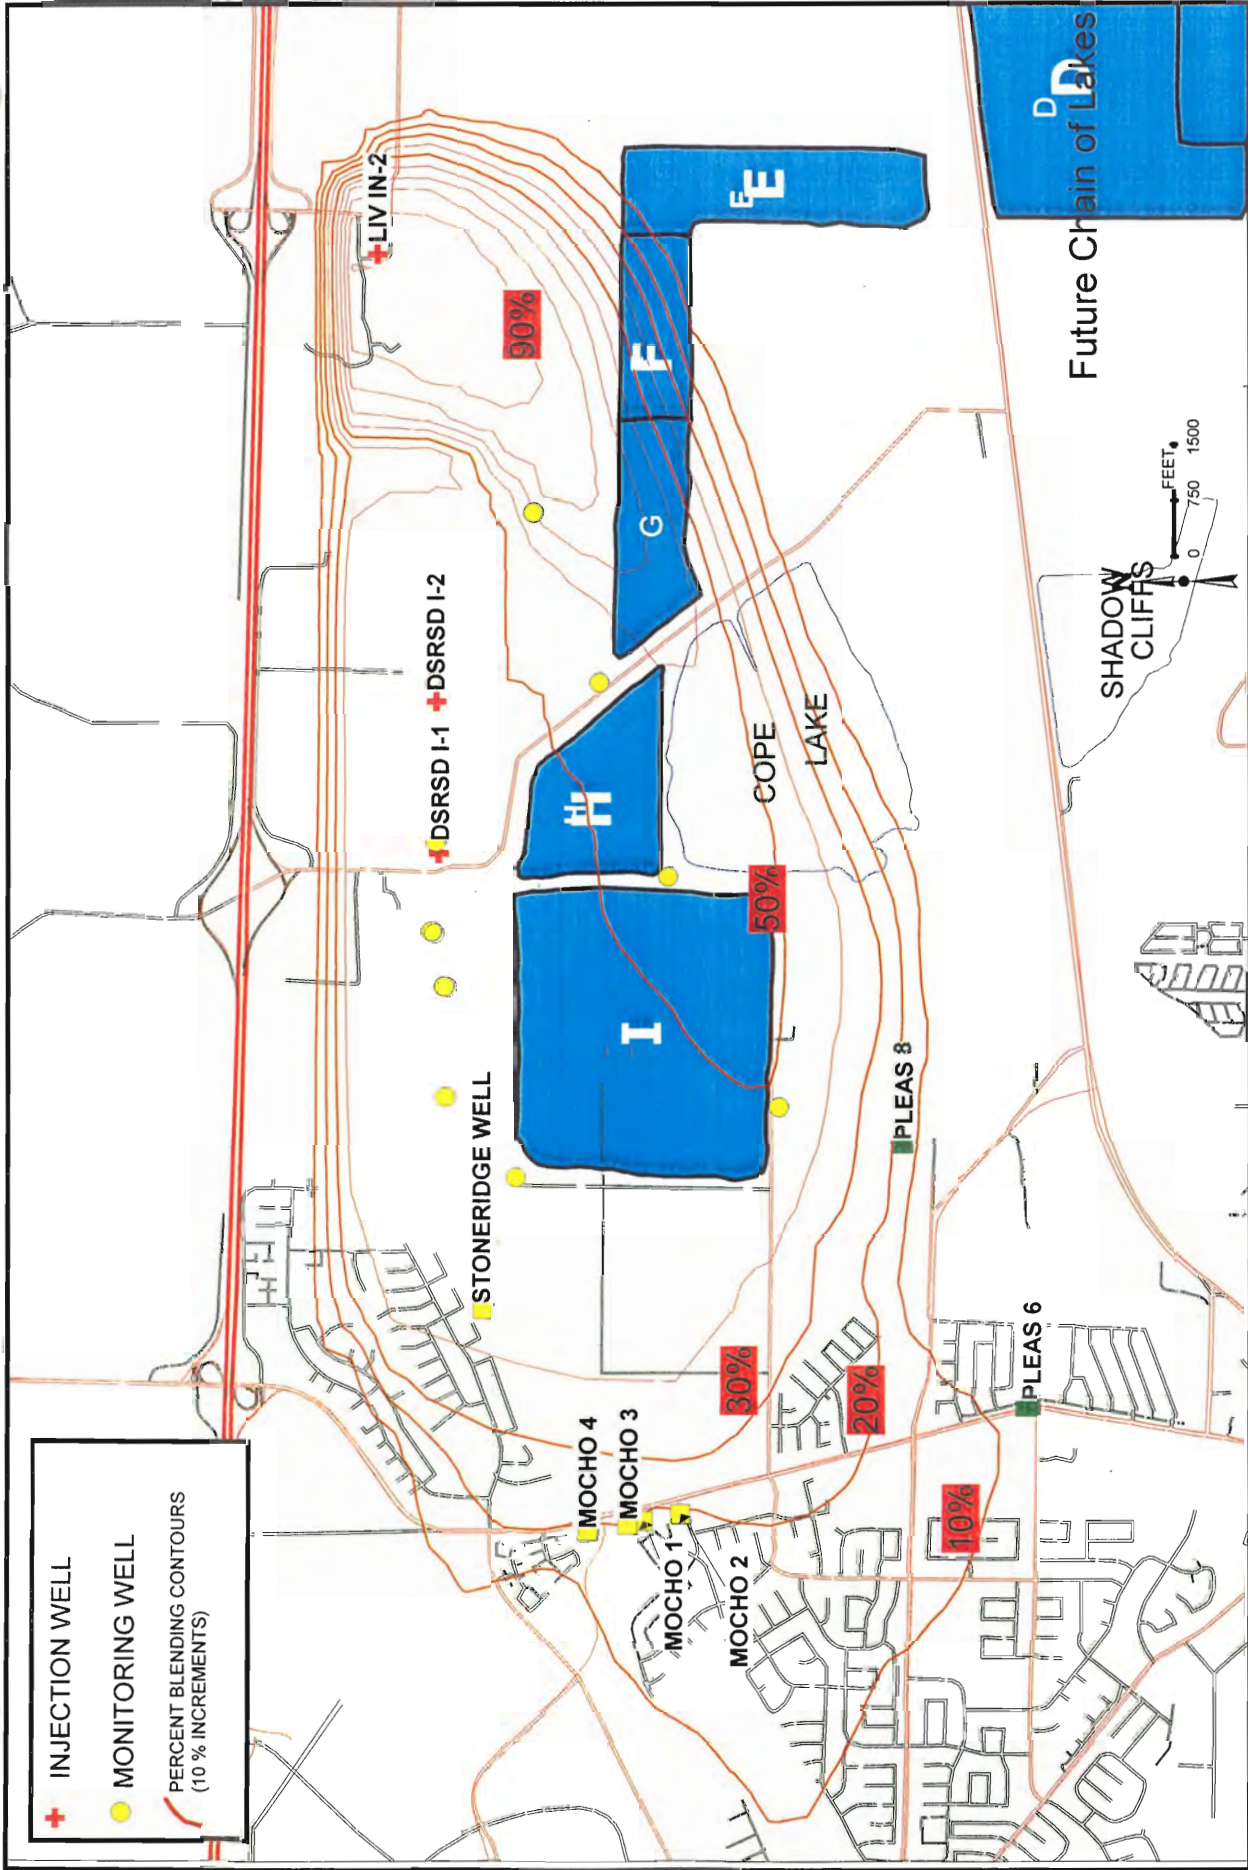 INJECTION WELL
MONITORING WELL
PERCENT BLENDING CONTOURS
(10 % INCREMENTS)
LIV IN-2
90%
DSRSD I-2
DSRSD I-1
STONERIDGE WELL
E
E
F
G
H
I
D
D
Future Chain of Lakes
COPE
LAKE
50%
SHADOW
CLIFFS
FEET
0 750 1500
PLEAS 8
PLEAS 6
30%
20%
10%
MOCHO 4
MOCHO 3
MOCHO 1
MOCHO 2